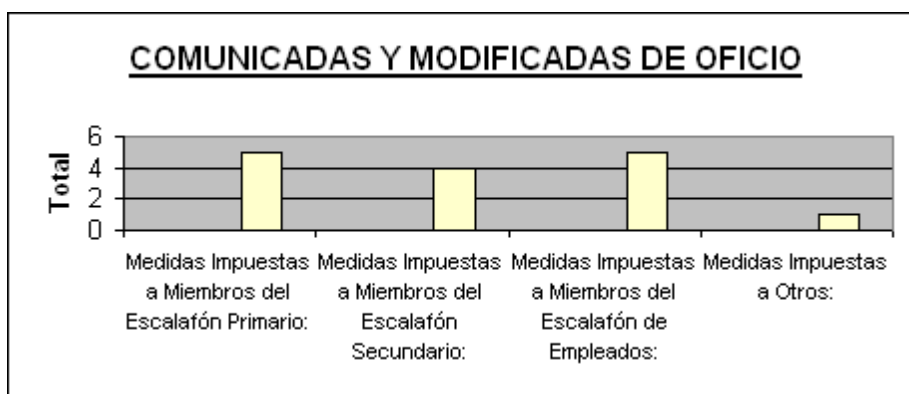 COMUNICADAS Y MODIFICADAS DE OFICIO
Total
6
4
2
0
Medidas Impuestas
a Miembros del
Escalafón Primario:
Medidas Impuestas
a Miembros del
Escalafón
Secundario:
Medidas Impuestas
a Miembros del
Escalafón de
Empleados:
Medidas Impuestas
a Otros: